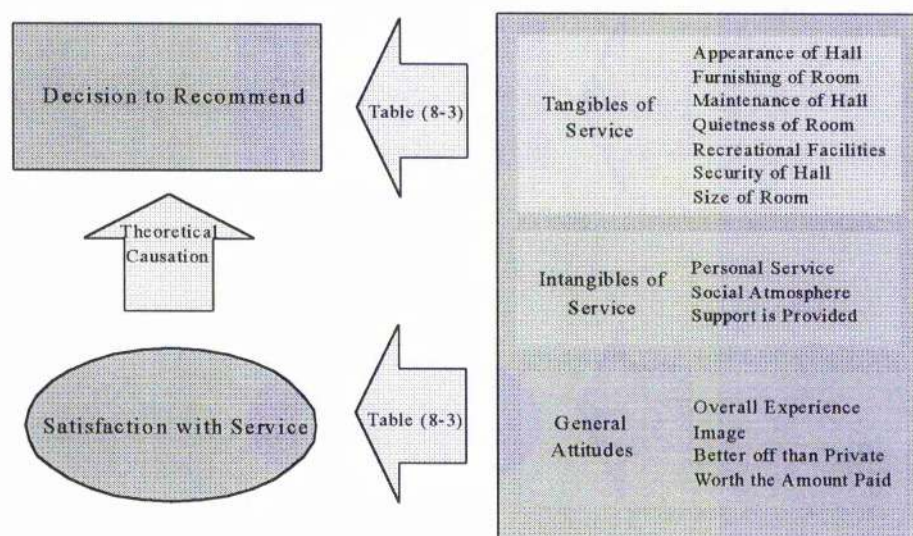 Decision to Recommend
Table (8-3)
Theoretical
Causation
Satisfaction with Service
Table (8-3)
Tangibles of
Service
Appearance of Hall
Furnishing of Room
Maintenance of Hall
Quietness of Room
Recreational Facilities
Security of Hall
Size of Room
Intangibles of
Service
Personal Service
Social Atmosphere
Support is Provided
General
Attitudes
Overall Experience
Image
Better off than Private
Worth the Amount Paid